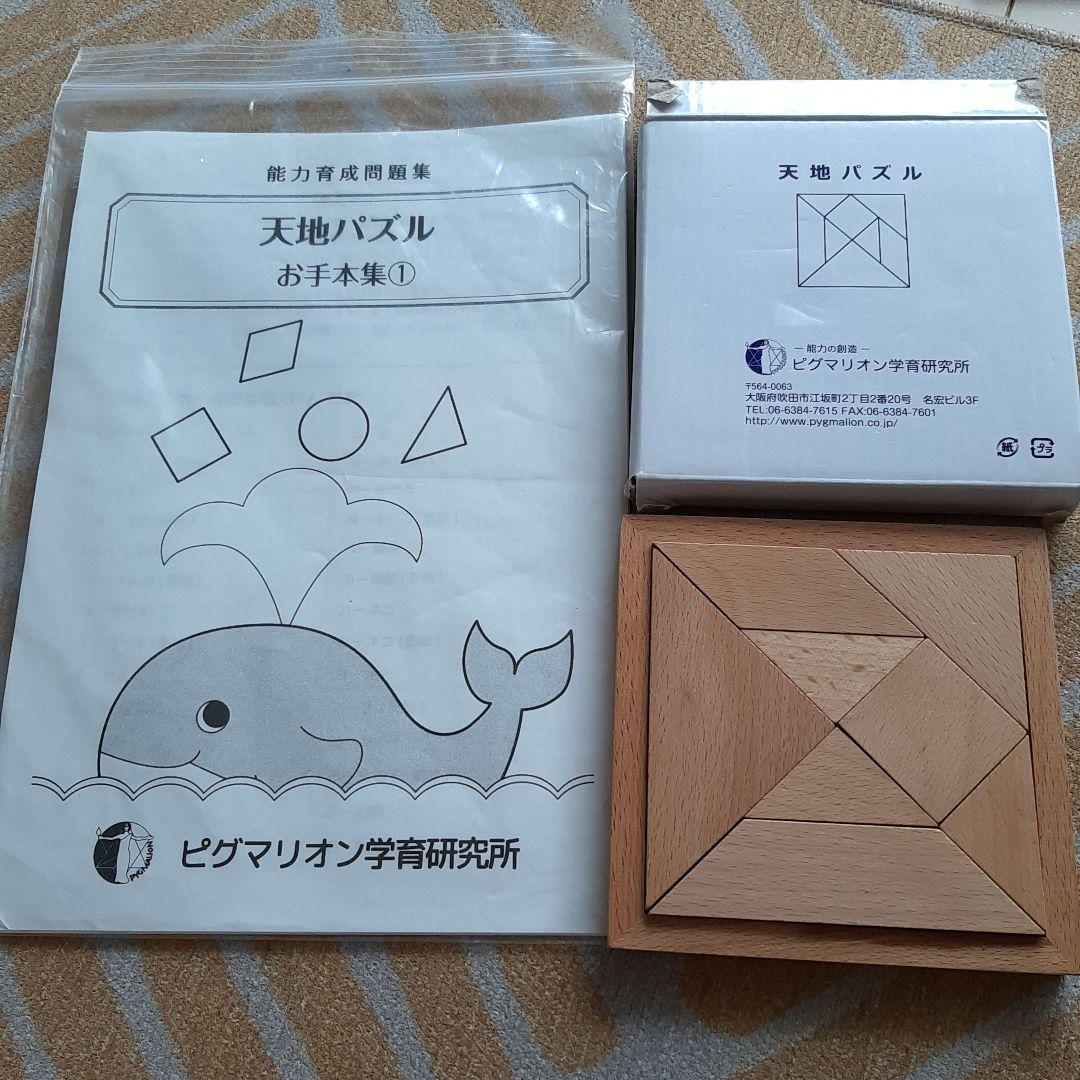 能力育成問題集
天地パズル
お手本集①
PYGMALION
ピグマリオン学育研究所
天地パズル
― 能力の創造 ―
ピグマリオン学育研究所
〒564-0063
大阪府吹田市江坂町2丁目2番20号 名宏ビル3F
TEL:06-6384-7615 FAX:06-6384-7601
http://www.pygmalion.co.jp/
紙
プラ